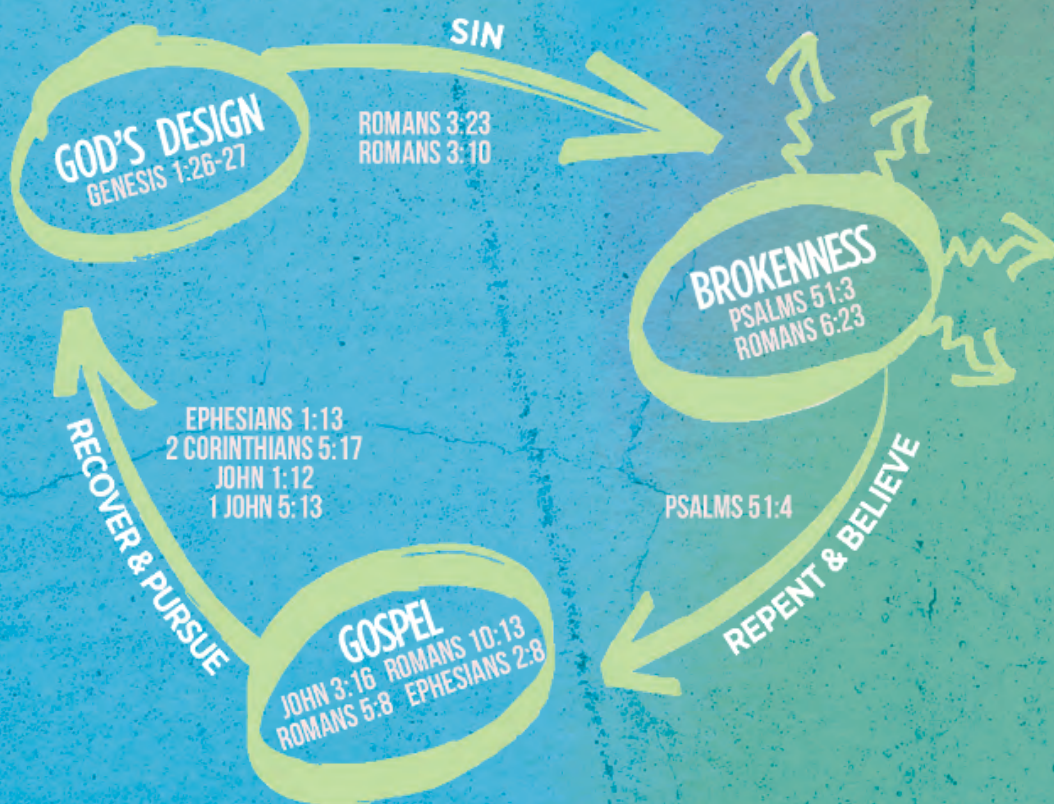 SIN
GOD'S DESIGN
GENESIS 1:26-27
ROMANS 3:23
ROMANS 3:10
BROKENNESS
PSALMS 51:3
ROMANS 6:23
REPENT & BELIEVE
PSALMS 51:4
GOSPEL
JOHN 3:16 ROMANS 10:13
ROMANS 5:8 EPHESIANS 2:8
RECOVER & PURSUE
EPHESIANS 1:13
2 CORINTHIANS 5:17
JOHN 1:12
1 JOHN 5:13